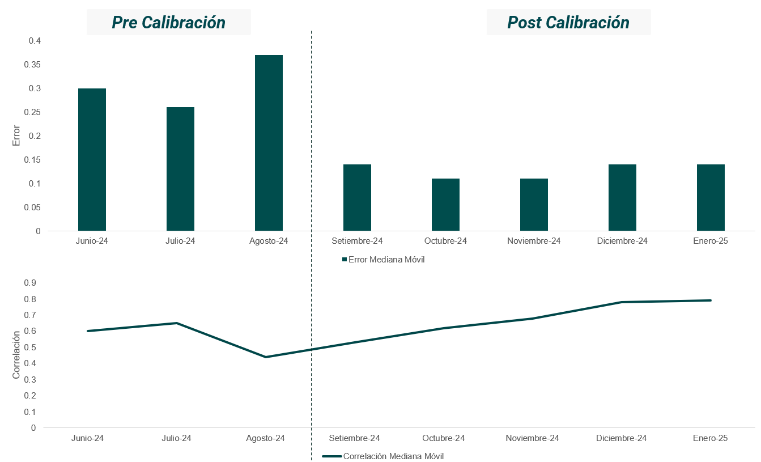 Pre Calibración
Post Calibración
Error
0.4
0.35
0.3
0.25
0.2
0.15
0.1
0.05
0
Junio-24 Julio-24 Agosto-24 Setiembre-24 Octubre-24 Noviembre-24 Diciembre-24 Enero-25
Error Mediana Móvil
Correlación
0.9
0.8
0.7
0.6
0.5
0.4
0.3
0.2
0.1
0
Junio-24 Julio-24 Agosto-24 Setiembre-24 Octubre-24 Noviembre-24 Diciembre-24 Enero-25
Correlación Mediana Móvil